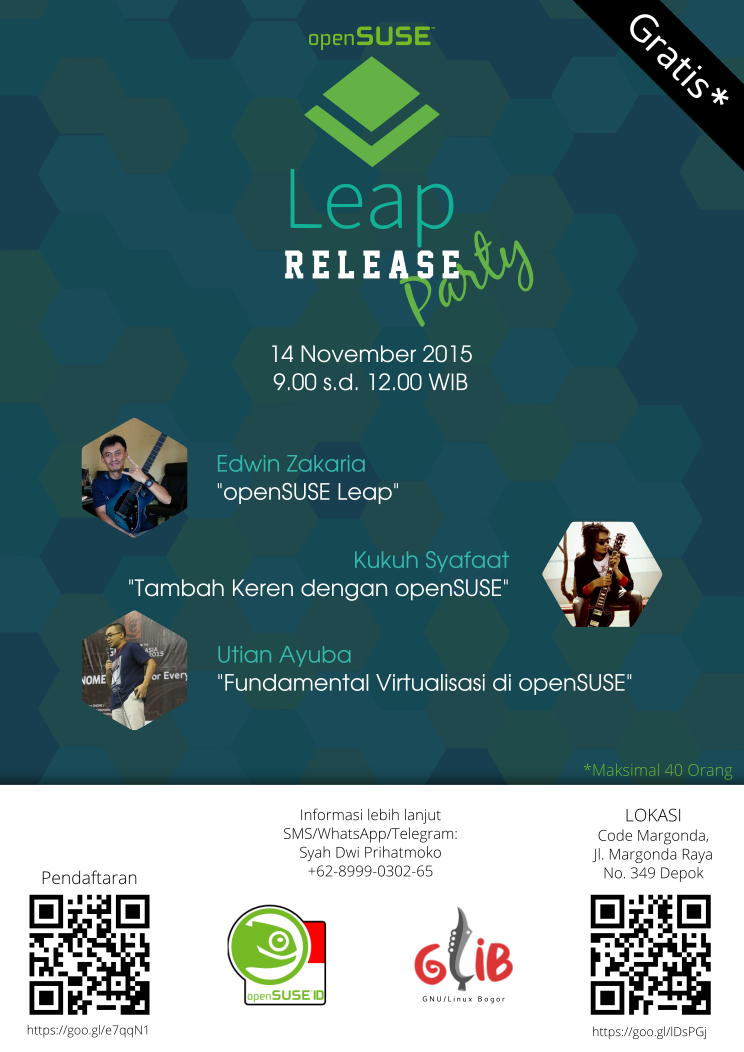 openSUSE
Gratis*
Leap
RELEASE
Party
14 November 2015
9.00 s.d. 12.00 WIB
Edwin Zakaria
"openSUSE Leap"
Kukuh Syafaat
"Tambah Keren dengan openSUSE"
Utian Ayuba
"Fundamental Virtualisasi di openSUSE"
*Maksimal 40 Orang
Pendaftaran
https://goo.gl/e7qqN1
Informasi lebih lanjut
SMS/WhatsApp/Telegram:
Syah Dwi Prihatmoko
+62-8999-0302-65
openSUSE ID
GLiB
GNU/Linux Bogor
LOKASI
Code Margonda,
Jl. Margonda Raya
No. 349 Depok
https://goo.gl/lDsPGj